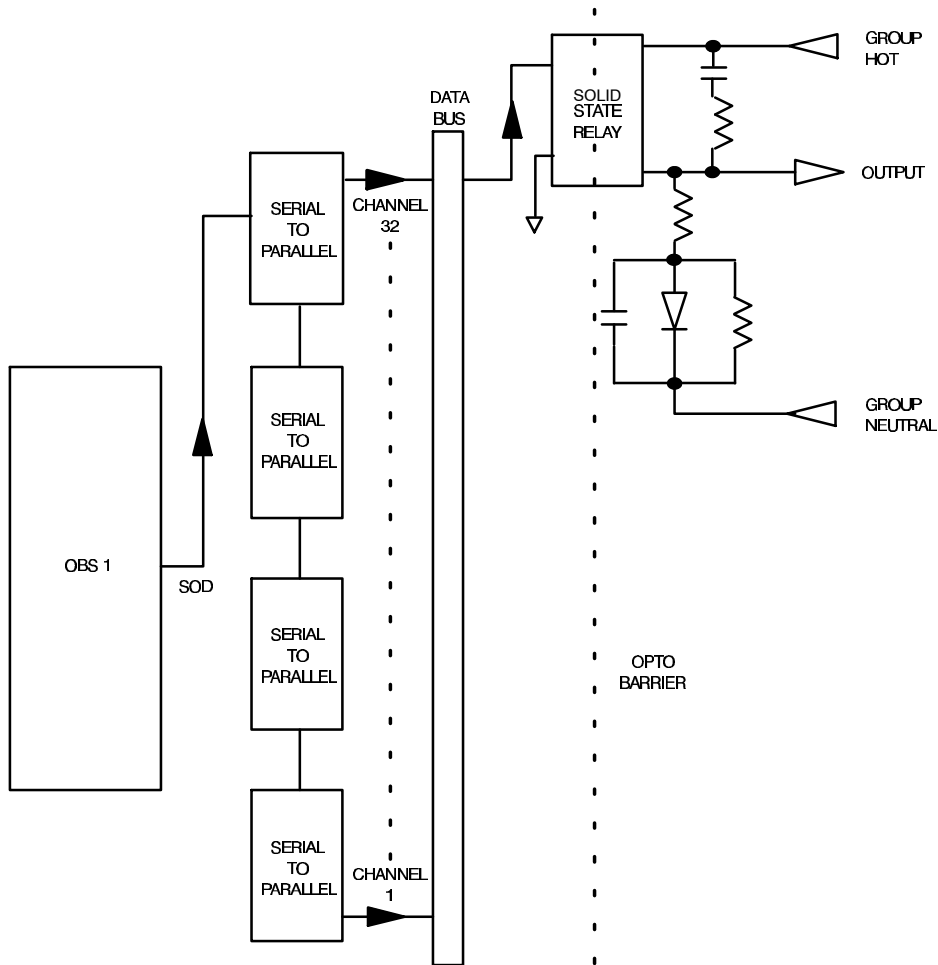 GROUP
HOT
SOLID
STATE
RELAY
DATA
BUS
OUTPUT
SERIAL
TO
PARALLEL
CHANNEL
32
GROUP
NEUTRAL
SERIAL
TO
PARALLEL
OBS 1
SOD
SERIAL
TO
PARALLEL
OPTO
BARRIER
SERIAL
TO
PARALLEL
CHANNEL
1